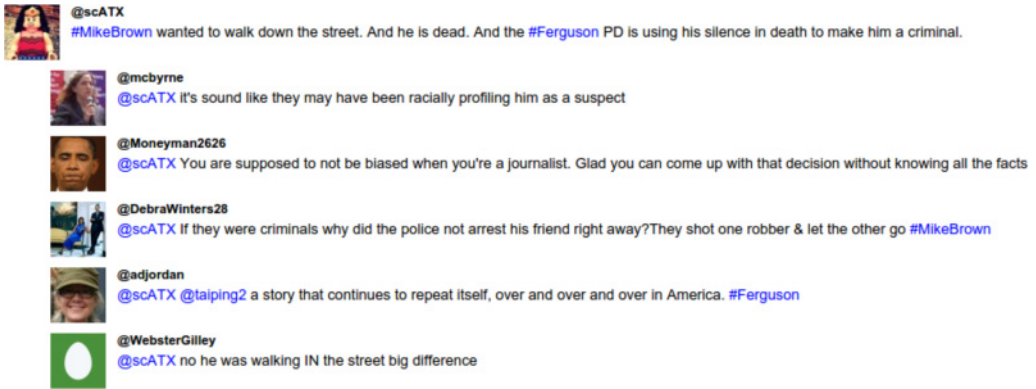 @scATX
#MikeBrown wanted to walk down the street. And he is dead. And the #Ferguson PD is using his silence in death to make him a criminal.
@mcbyrne
@scATX it's sound like they may have been racially profiling him as a suspect
@Moneyman2626
@scATX You are supposed to not be biased when you're a journalist. Glad you can come up with that decision without knowing all the facts
@DebraWinters28
@scATX If they were criminals why did the police not arrest his friend right away?They shot one robber & let the other go #MikeBrown
@adjordan
@scATX @taiping2 a story that continues to repeat itself, over and over and over in America. #Ferguson
@WebsterGilley
@scATX no he was walking IN the street big difference